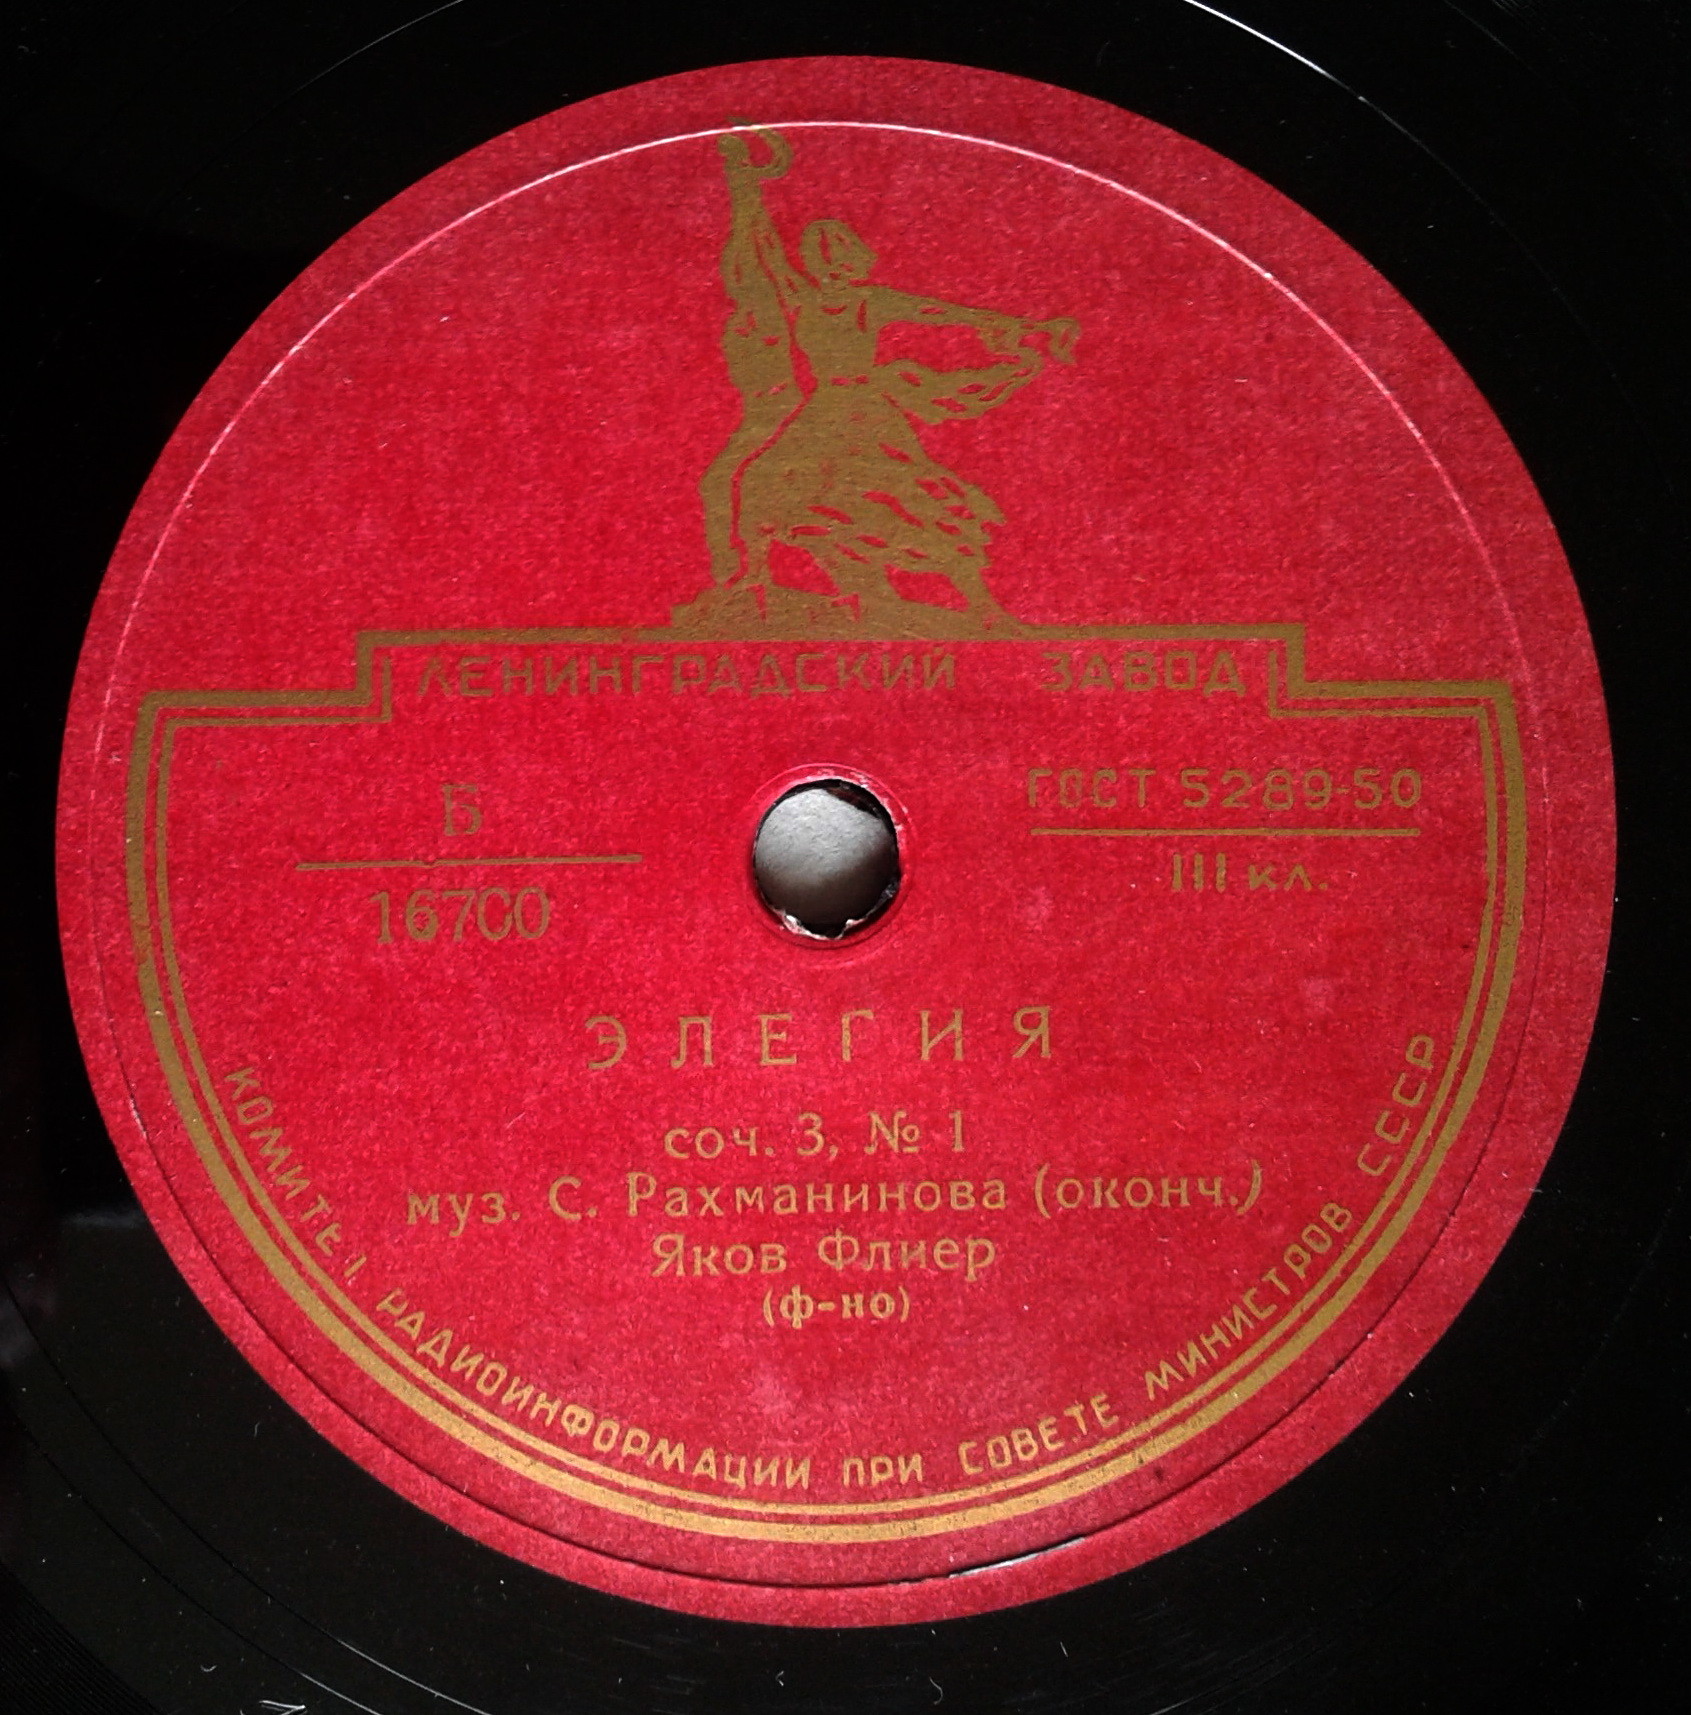 ЛЕНИНГРАДСКИЙ ЗАВОД
Б
16700
ГОСТ 5289-50
III кл.
ЭЛЕГИЯ
соч. 3, № 1
муз. С. Рахманинова (оконч.)
Яков Флиер
(ф-но)
КОМИТЕТ РАДИОИНФОРМАЦИИ ПРИ СОВЕТЕ МИНИСТРОВ СССР